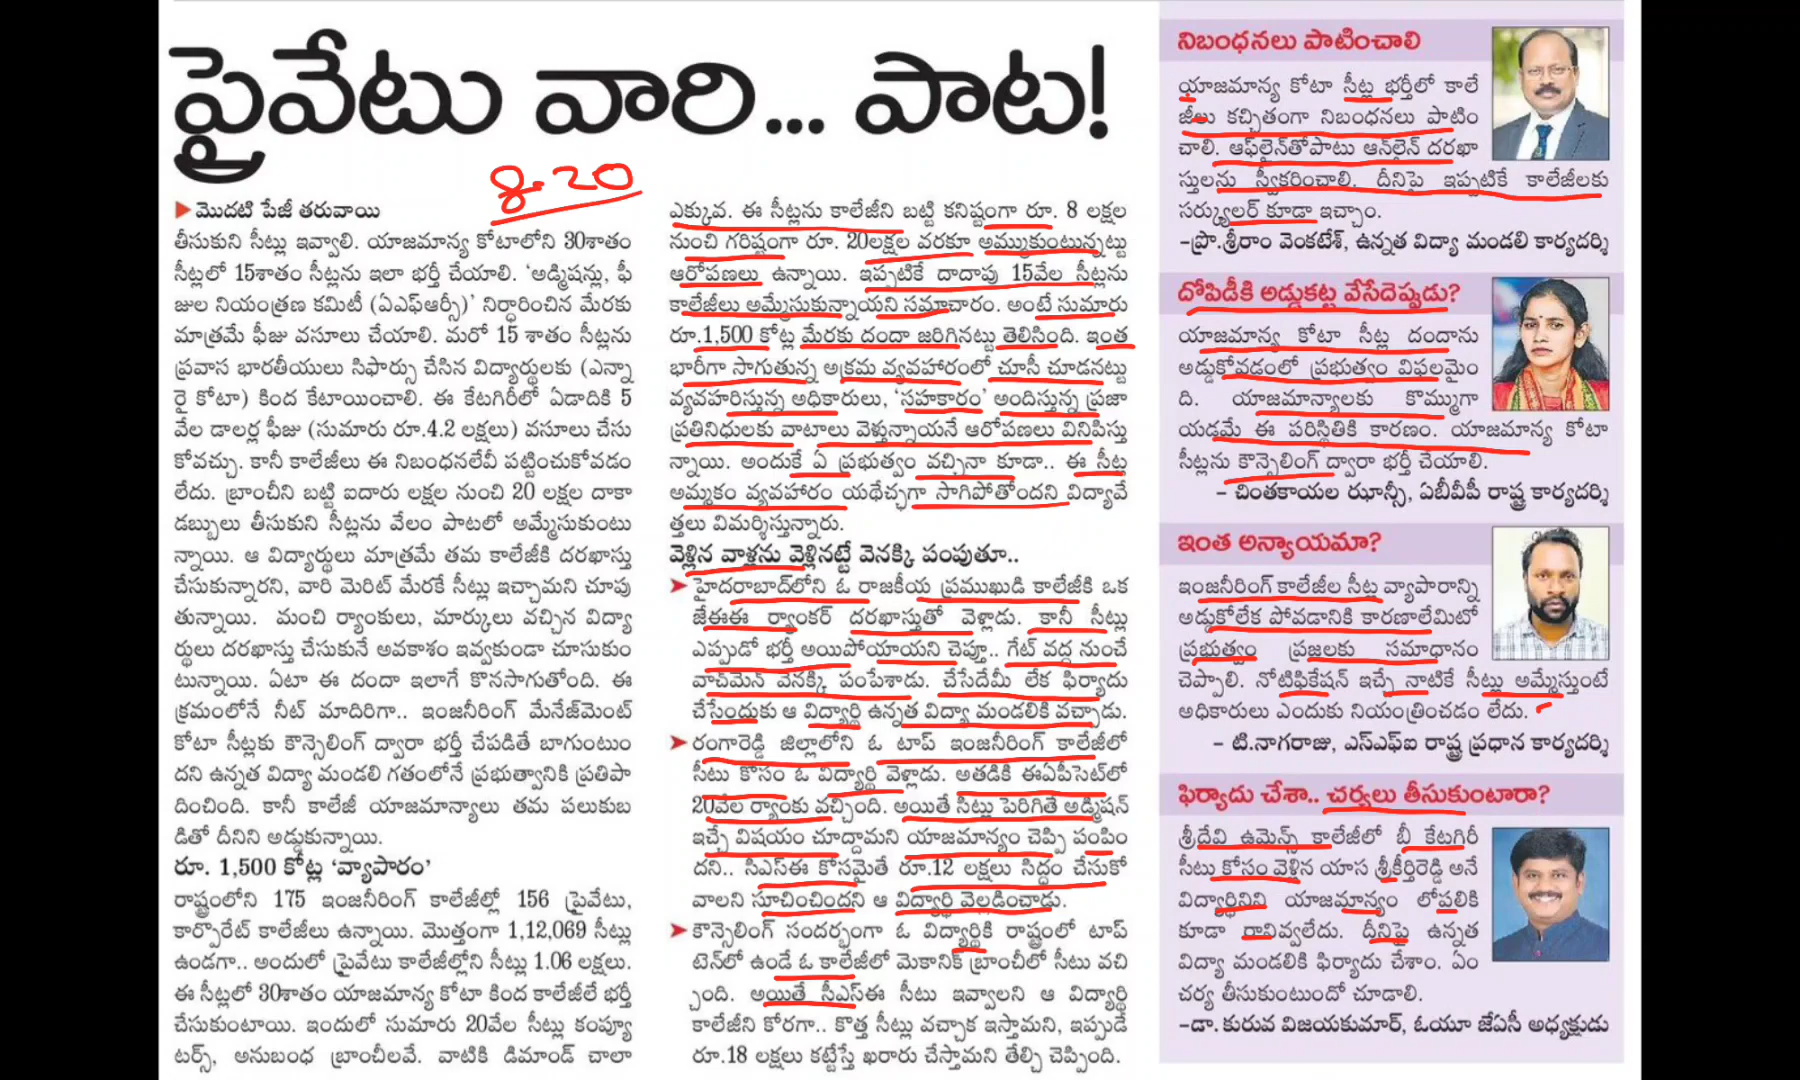 ప్రైవేటు వారి... పాట!
8.20
మొదటి పేజీ తరువాయి
తీసుకుని సీట్లు ఇవ్వాలి. యాజమాన్య కోటాలోని 30శాతం
సీట్లలో 15శాతం సీట్లను ఇలా భర్తీ చేయాలి. ‘అడ్మిషన్లు, ఫీ
జుల నియంత్రణ కమిటీ (ఏఎఫ్ఆర్సీ)’ నిర్ధారించిన మేరకు
మాత్రమే ఫీజు వసూలు చేయాలి. మరో 15 శాతం సీట్లను
ప్రవాస భారతీయులు సిఫార్సు చేసిన విద్యార్థులకు (ఎన్నా
రై కోటా) కింద కేటాయించాలి. ఈ కేటగిరీలో ఏడాదికి 5
వేల డాలర్ల ఫీజు (సుమారు రూ.4.2 లక్షలు) వసూలు చేసు
కోవచ్చు. కానీ కాలేజీలు ఈ నిబంధనలేవీ పట్టించుకోవడం
లేదు. బ్రాంచీని బట్టి ఐదారు లక్షల నుంచి 20 లక్షల దాకా
డబ్బులు తీసుకుని సీట్లను వేలం పాటలో అమ్మేసుకుంటు
న్నాయి. ఆ విద్యార్థులు మాత్రమే తమ కాలేజీకి దరఖాస్తు
చేసుకున్నారని, వారి మెరిట్ మేరకే సీట్లు ఇచ్చామని చూపు
తున్నాయి. మంచి ర్యాంకులు, మార్కులు వచ్చిన విద్యా
ర్థులు దరఖాస్తు చేసుకునే అవకాశం ఇవ్వకుండా చూసుకుం
టున్నాయి. ఏటా ఈ దందా ఇలాగే కొనసాగుతోంది. ఈ
క్రమంలోనే నీట్ మాదిరిగా.. ఇంజనీరింగ్ మేనేజ్‌మెంట్
కోటా సీట్లకు కౌన్సెలింగ్ ద్వారా భర్తీ చేపడితే బాగుంటుం
దని ఉన్నత విద్యా మండలి గతంలోనే ప్రభుత్వానికి ప్రతిపా
దించింది. కానీ కాలేజీ యాజమాన్యాలు తమ పలుకుబ
డితో దీనిని అడ్డుకున్నాయి.
రూ. 1,500 కోట్ల ‘వ్యాపారం’
రాష్ట్రంలోని 175 ఇంజనీరింగ్ కాలేజీల్లో 156 ప్రైవేటు,
కార్పొరేట్ కాలేజీలు ఉన్నాయి. మొత్తంగా 1,12,069 సీట్లు
ఉండగా.. అందులో ప్రైవేటు కాలేజీల్లోని సీట్లు 1.06 లక్షలు.
ఈ సీట్లలో 30శాతం యాజమాన్య కోటా కింద కాలేజీలే భర్తీ
చేసుకుంటాయి. ఇందులో సుమారు 20వేల సీట్లు కంప్యూ
టర్స్, అనుబంధ బ్రాంచీలవే. వాటికి డిమాండ్ చాలా
ఎక్కువ. ఈ సీట్లను కాలేజీని బట్టి కనిష్టంగా రూ. 8 లక్షల
నుంచి గరిష్టంగా రూ. 20లక్షల వరకూ అమ్ముకుంటున్నట్టు
ఆరోపణలు ఉన్నాయి. ఇప్పటికే దాదాపు 15వేల సీట్లను
కాలేజీలు అమ్మేసుకున్నాయని సమాచారం. అంటే సుమారు
రూ.1,500 కోట్ల మేరకు దందా జరిగినట్టు తెలిసింది. ఇంత
భారీగా సాగుతున్న అక్రమ వ్యవహారంలో చూసీ చూడనట్టు
వ్యవహరిస్తున్న అధికారులు, ‘సహకారం’ అందిస్తున్న ప్రజా
ప్రతినిధులకు వాటాలు వెళ్తున్నాయనే ఆరోపణలు వినిపిస్తు
న్నాయి. అందుకే ఏ ప్రభుత్వం వచ్చినా కూడా.. ఈ సీట్ల
అమ్మకం వ్యవహారం యథేచ్ఛగా సాగిపోతోందని విద్యావే
త్తలు విమర్శిస్తున్నారు.
వెళ్లిన వాళ్లను వెళ్లినట్టే వెనక్కి పంపుతూ..
హైదరాబాద్‌లోని ఓ రాజకీయ ప్రముఖుడి కాలేజీకి ఒక
జేఈఈ ర్యాంకర్ దరఖాస్తుతో వెళ్లాడు. కానీ సీట్లు
ఎప్పుడో భర్తీ అయిపోయాయని చెప్తూ.. గేట్ వద్ద నుంచే
వాచ్‌మెన్ వెనక్కి పంపేశాడు. చేసేదేమీ లేక ఫిర్యాదు
చేసేందుకు ఆ విద్యార్థి ఉన్నత విద్యా మండలికి వచ్చాడు.
రంగారెడ్డి జిల్లాలోని ఓ టాప్ ఇంజనీరింగ్ కాలేజీలో
సీటు కోసం ఓ విద్యార్థి వెళ్లాడు. అతడికి ఈఏపీసెట్‌లో
20వేల ర్యాంకు వచ్చింది. అయితే సీట్లు పెరిగితే అడ్మిషన్
ఇచ్చే విషయం చూద్దామని యాజమాన్యం చెప్పి పంపిం
దని.. సీఎస్ఈ కోసమైతే రూ.12 లక్షలు సిద్ధం చేసుకో
వాలని సూచించిందని ఆ విద్యార్థి వెల్లడించాడు.
కౌన్సెలింగ్ సందర్భంగా ఓ విద్యార్థికి రాష్ట్రంలో టాప్
టెన్‌లో ఉండే ఓ కాలేజీలో మెకానిక్ బ్రాంచీలో సీటు వచి
్చంది. అయితే సీఎస్ఈ సీటు ఇవ్వాలని ఆ విద్యార్థి
కాలేజీని కోరగా.. కొత్త సీట్లు వచ్చాక ఇస్తామని, ఇప్పుడే
రూ.18 లక్షలు కట్టేస్తే ఖరారు చేస్తామని తేల్చి చెప్పింది.
నిబంధనలు పాటించాలి
యాజమాన్య కోటా సీట్ల భర్తీలో కాలే
జీలు కచ్చితంగా నిబంధనలు పాటిం
చాలి. ఆఫ్‌లైన్‌తోపాటు ఆన్‌లైన్ దరఖా
స్తులను స్వీకరించాలి. దీనిపై ఇప్పటికే కాలేజీలకు
సర్క్యులర్ కూడా ఇచ్చాం.
–ప్రొ.శ్రీరాం వెంకటేశ్, ఉన్నత విద్యా మండలి కార్యదర్శి
దోపిడీకి అడ్డుకట్ట వేసేదెప్పుడు?
యాజమాన్య కోటా సీట్ల దందాను
అడ్డుకోవడంలో ప్రభుత్వం విఫలమైం
ది. యాజమాన్యాలకు కొమ్ముగా
యడమే ఈ పరిస్థితికి కారణం. యాజమాన్య కోటా
సీట్లను కౌన్సెలింగ్ ద్వారా భర్తీ చేయాలి.
– చింతకాయల ఝాన్సీ, ఏబీవీపీ రాష్ట్ర కార్యదర్శి
ఇంత అన్యాయమా?
ఇంజనీరింగ్ కాలేజీల సీట్ల వ్యాపారాన్ని
అడ్డుకోలేక పోవడానికి కారణాలేమిటో
ప్రభుత్వం ప్రజలకు సమాధానం
చెప్పాలి. నోటిఫికేషన్ ఇచ్చే నాటికే సీట్లు అమ్మేస్తుంటే
అధికారులు ఎందుకు నియంత్రించడం లేదు.
– టి.నాగరాజు, ఎస్ఎఫ్ఐ రాష్ట్ర ప్రధాన కార్యదర్శి
ఫిర్యాదు చేశా.. చర్యలు తీసుకుంటారా?
శ్రీదేవి ఉమెన్స్ కాలేజీలో బీ కేటగిరీ
సీటు కోసం వెళ్లిన యాస శ్రీకీర్తిరెడ్డి అనే
విద్యార్థినిని యాజమాన్యం లోపలికి
కూడా రానివ్వలేదు. దీనిపై ఉన్నత
విద్యా మండలికి ఫిర్యాదు చేశాం. ఏం
చర్య తీసుకుంటుందో చూడాలి.
–డా. కురువ విజయకుమార్, ఓయూ జేఏసీ అధ్యక్షుడు